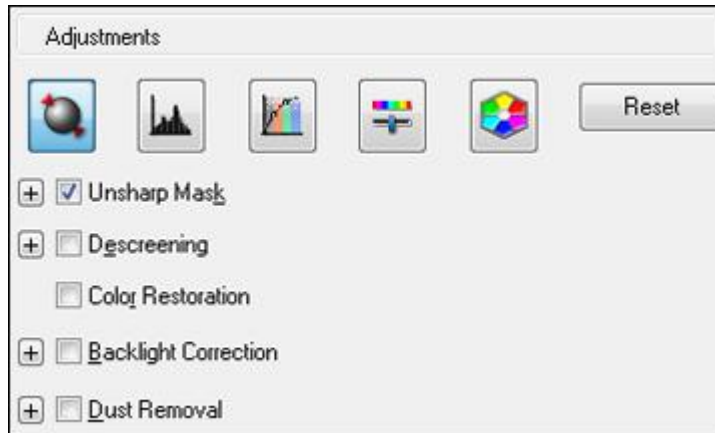 Adjustments
Reset
Unsharp Mask
Descreening
Color Restoration
Backlight Correction
Dust Removal